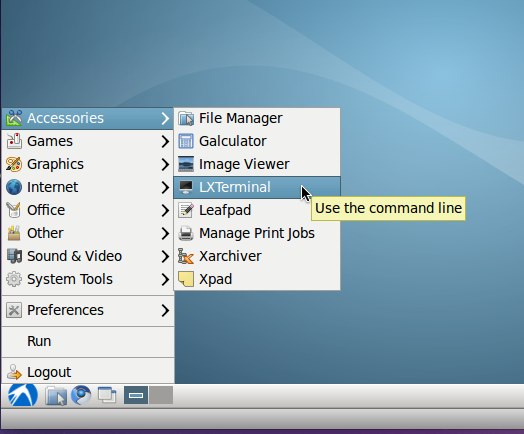 Accessories
Games
Graphics
Internet
Office
Other
Sound & Video
System Tools
Preferences
Run
Logout
File Manager
Galculator
Image Viewer
LXTerminal
Leafpad
Manage Print Jobs
Xarchiver
Xpad
Use the command line